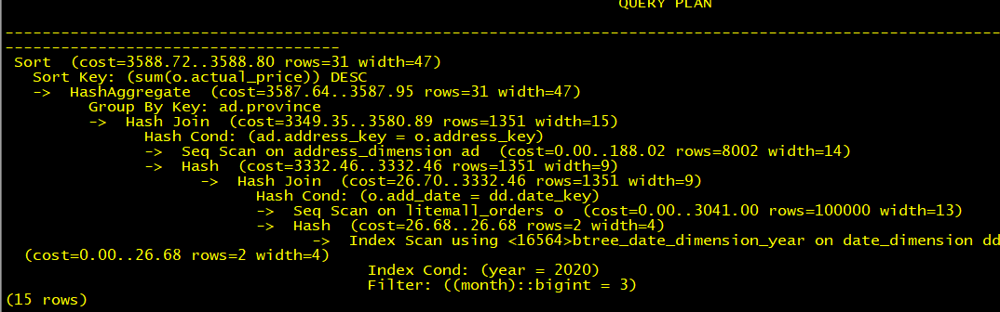 QUERY PLAN
--------------------------------------------------------------------------------------------------------------
------------------------------------
Sort  (cost=3588.72..3588.80 rows=31 width=47)
  Sort Key: (sum(o.actual_price)) DESC
  ->  HashAggregate  (cost=3587.64..3587.95 rows=31 width=47)
        Group By Key: ad.province
        ->  Hash Join  (cost=3349.35..3580.89 rows=1351 width=15)
              Hash Cond: (ad.address_key = o.address_key)
              ->  Seq Scan on address_dimension ad  (cost=0.00..188.02 rows=8002 width=14)
              ->  Hash  (cost=3332.46..3332.46 rows=1351 width=9)
                    ->  Hash Join  (cost=26.70..3332.46 rows=1351 width=9)
                          Hash Cond: (o.add_date = dd.date_key)
                          ->  Seq Scan on litemall_orders o  (cost=0.00..3041.00 rows=100000 width=13)
                          ->  Hash  (cost=26.68..26.68 rows=2 width=4)
                                ->  Index Scan using <16564>btree_date_dimension_year on date_dimension dd
 (cost=0.00..26.68 rows=2 width=4)
                                      Index Cond: (year = 2020)
                                      Filter: ((month)::bigint = 3)
(15 rows)